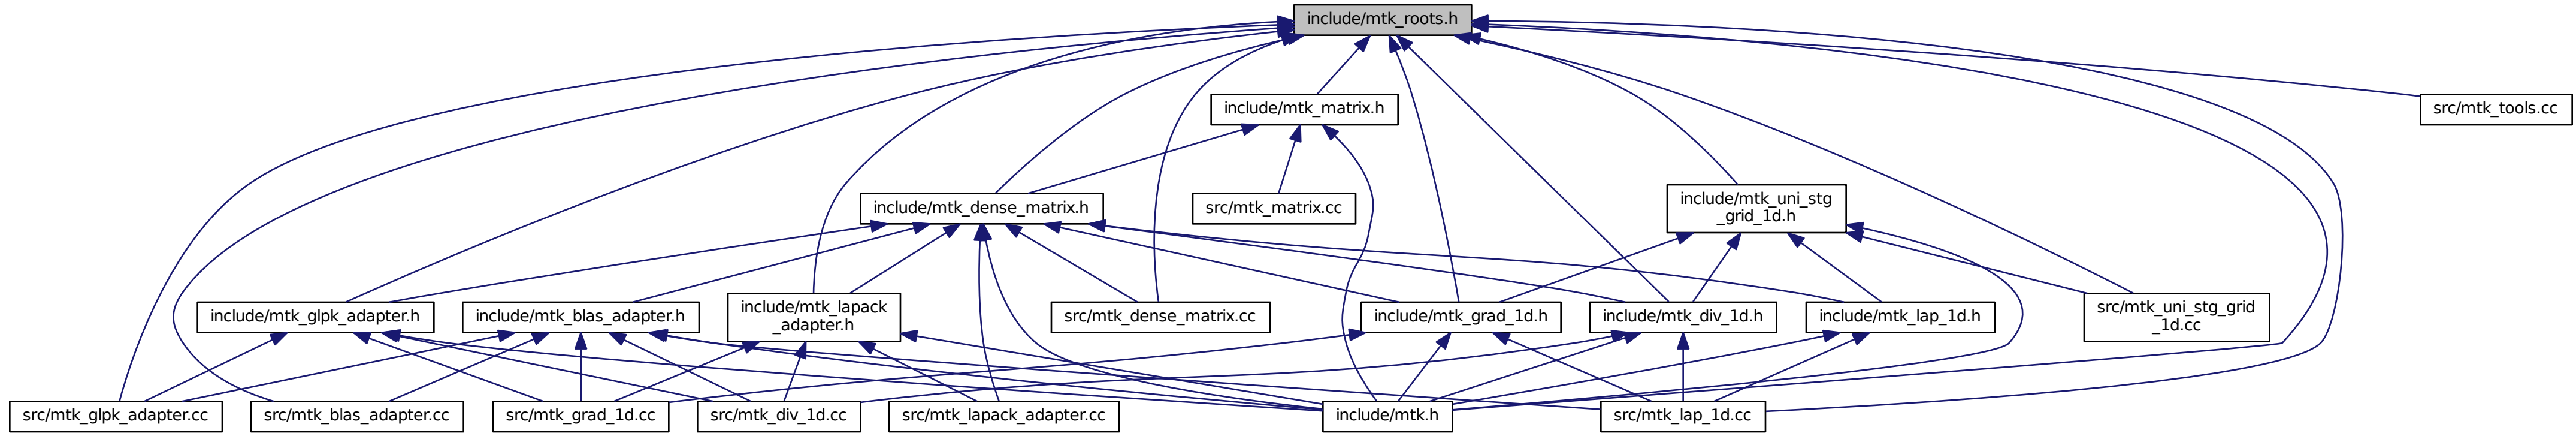 include/mtk_roots.h
include/mtk_matrix.h
src/mtk_tools.cc
include/mtk_dense_matrix.h
src/mtk_matrix.cc
include/mtk_uni_stg
_grid_1d.h
include/mtk_glpk_adapter.h
include/mtk_blas_adapter.h
include/mtk_lapack
_adapter.h
src/mtk_dense_matrix.cc
include/mtk_grad_1d.h
include/mtk_div_1d.h
include/mtk_lap_1d.h
src/mtk_uni_stg_grid
_1d.cc
src/mtk_glpk_adapter.cc
src/mtk_blas_adapter.cc
src/mtk_grad_1d.cc
src/mtk_div_1d.cc
src/mtk_lapack_adapter.cc
include/mtk.h
src/mtk_lap_1d.cc